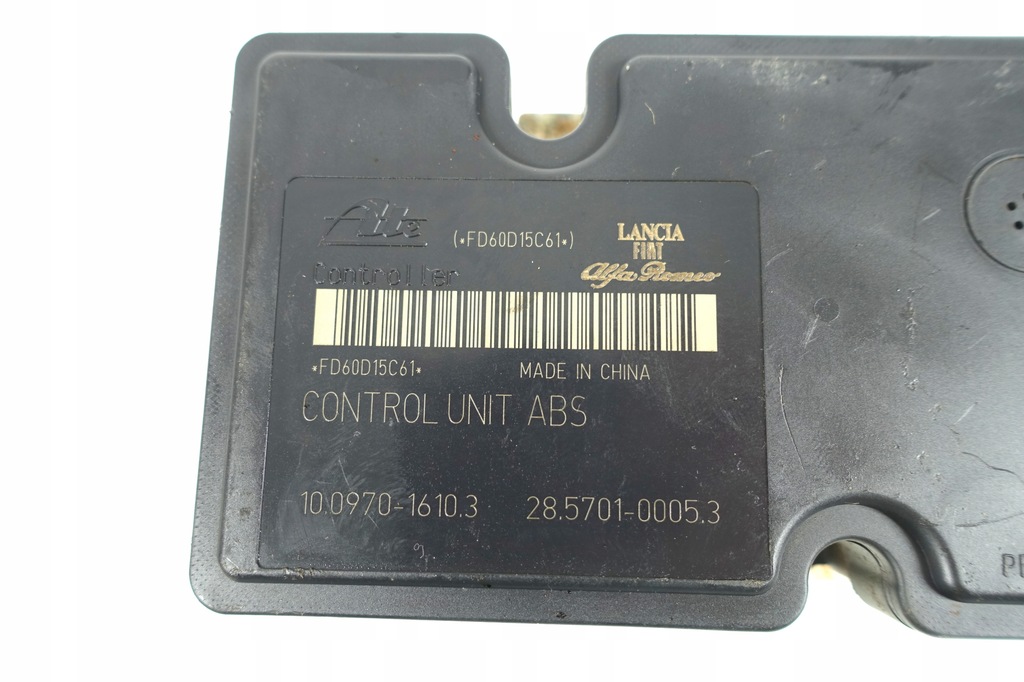 Ate
(*FD60D15C61*)
LANCIA
FIAT
Alfa Romeo
Controller
*FD60D15C61*
MADE IN CHINA
CONTROL UNIT ABS
10.0970-1610.3
28.5701-0005.3